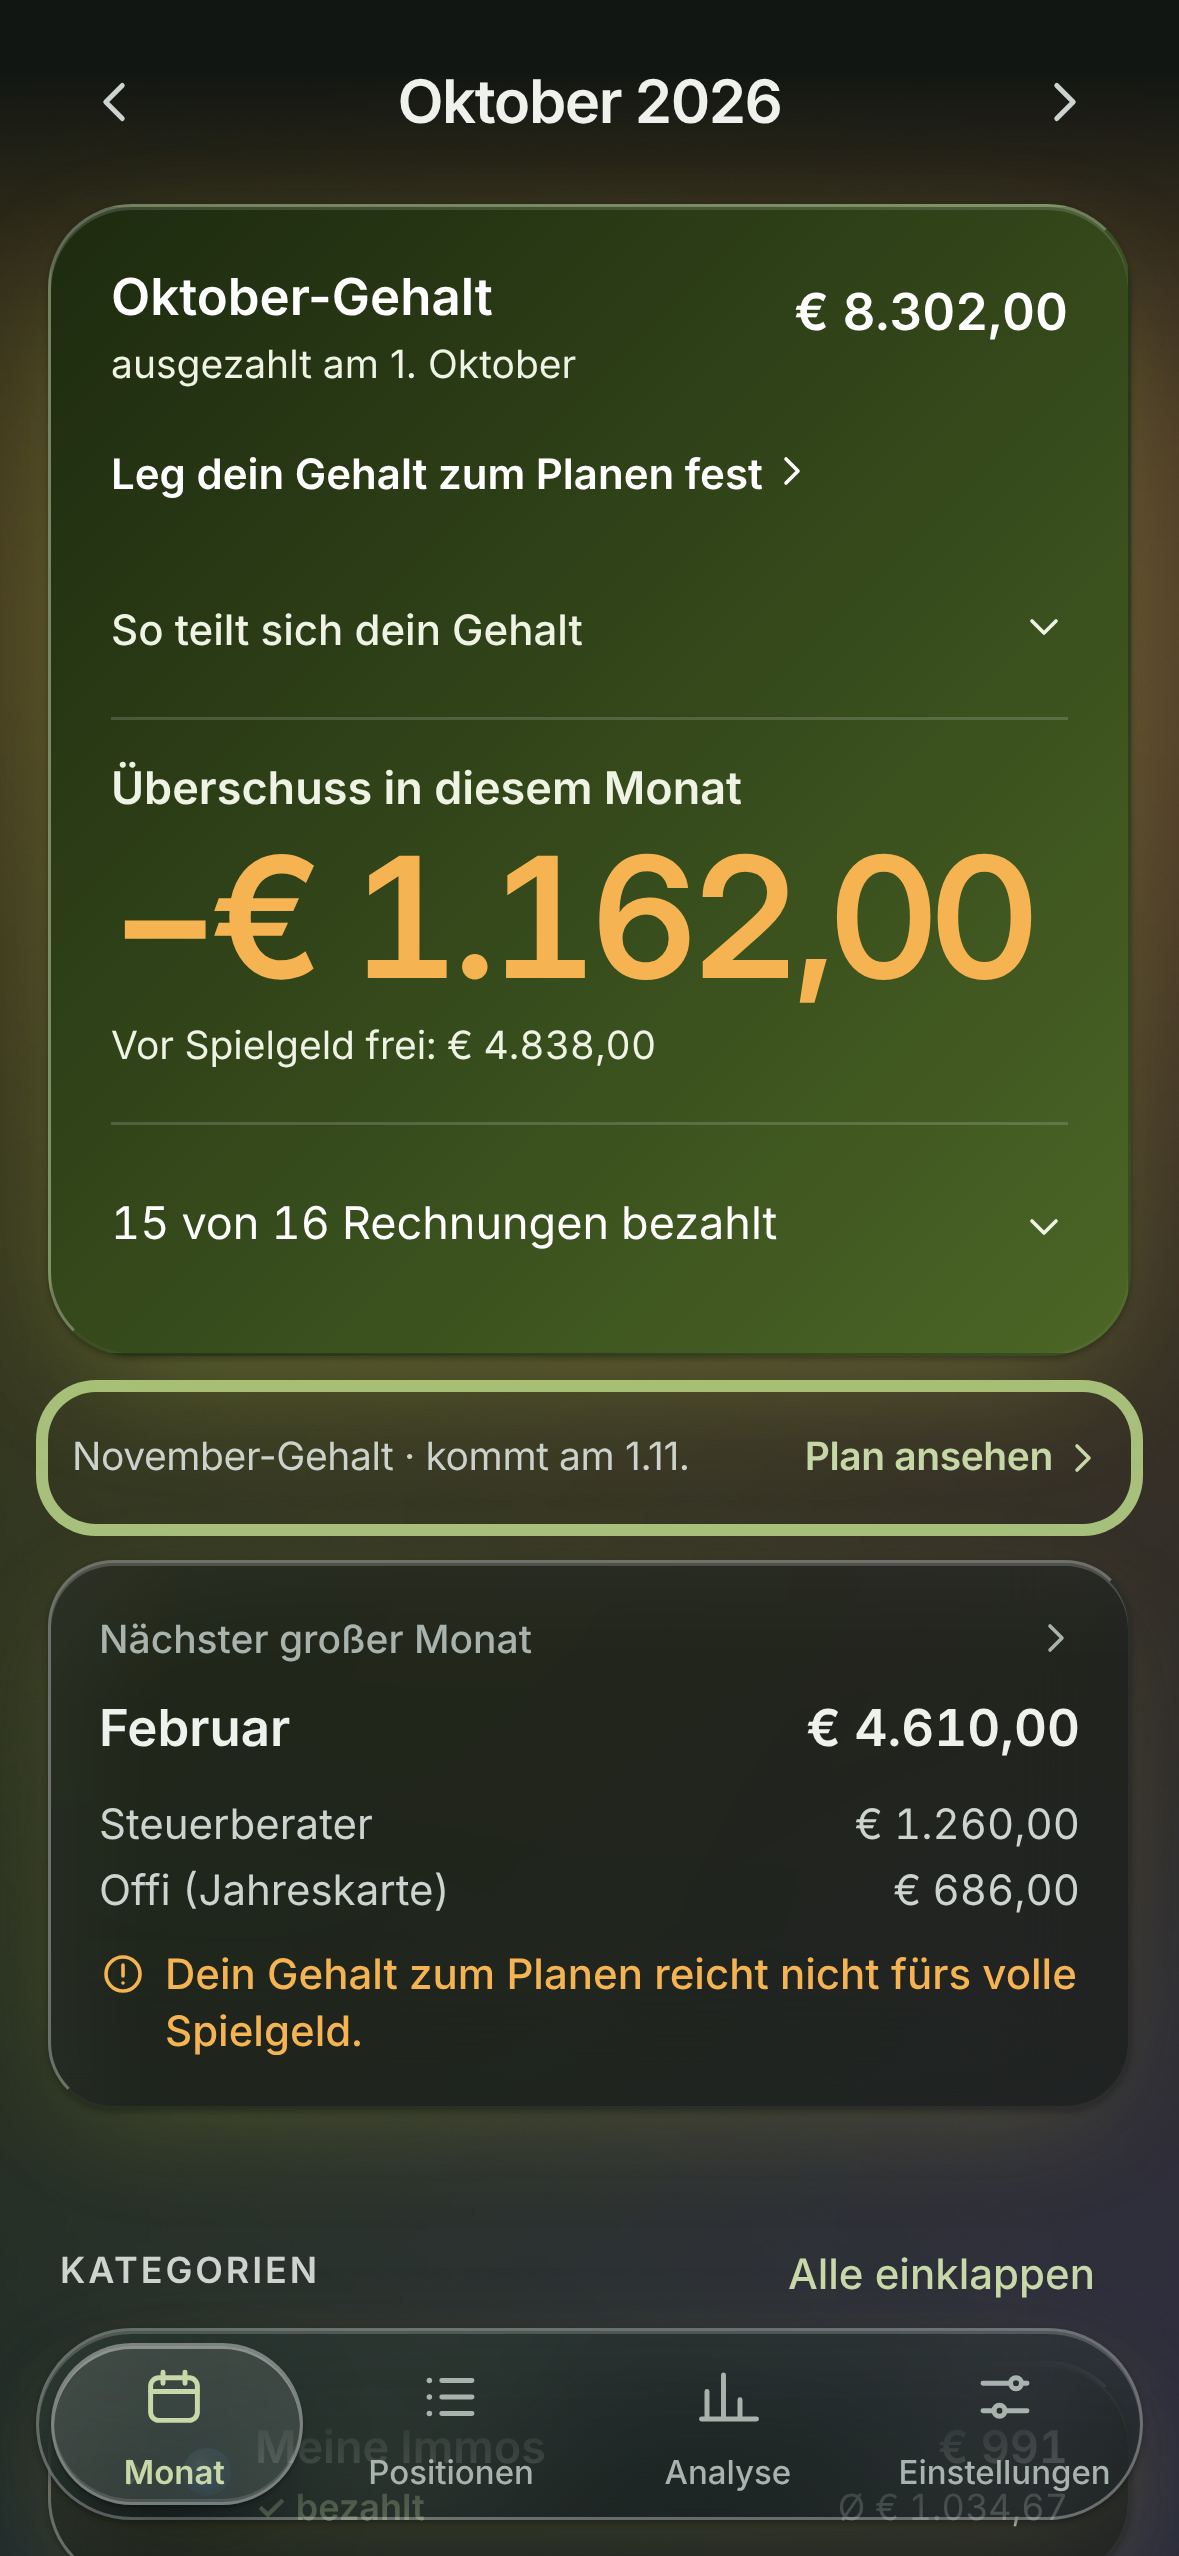 Oktober 2026
Oktober-Gehalt
€ 8.302,00
ausgezahlt am 1. Oktober
Leg dein Gehalt zum Planen fest
So teilt sich dein Gehalt
Überschuss in diesem Monat
–€ 1.162,00
Vor Spielgeld frei: € 4.838,00
15 von 16 Rechnungen bezahlt
November-Gehalt · kommt am 1.11.
Plan ansehen
Nächster großer Monat
Februar
€ 4.610,00
Steuerberater
€ 1.260,00
Offi (Jahreskarte)
€ 686,00
Dein Gehalt zum Planen reicht nicht fürs volle
Spielgeld.
KATEGORIEN
Alle einklappen
Meine Immos
€ 991
Monat
Positionen
Analyse
Einstellungen
✓ bezahlt
Ø € 1.034,67